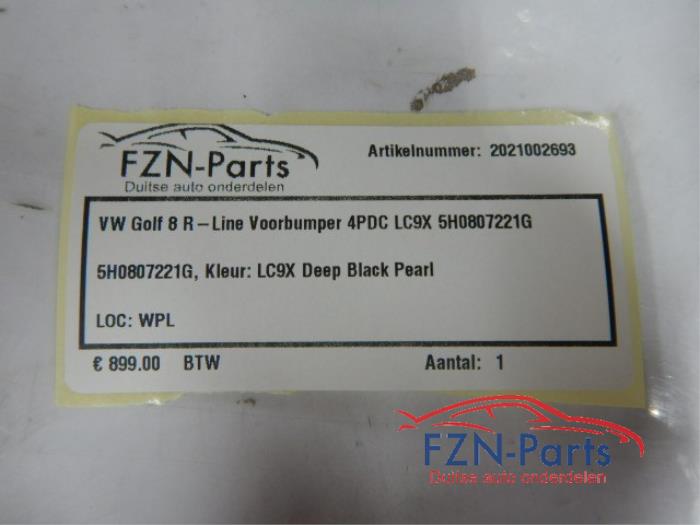 FZN-Parts
Duitse auto onderdelen
Artikelnummer: 2021002693
VW Golf 8 R-Line Voorbumper 4PDC LC9X 5H0807221G
5H0807221G, Kleur: LC9X Deep Black Pearl
LOC: WPL
€ 899.00 BTW Aantal: 1
FZN-Parts
Duitse auto onderdelen